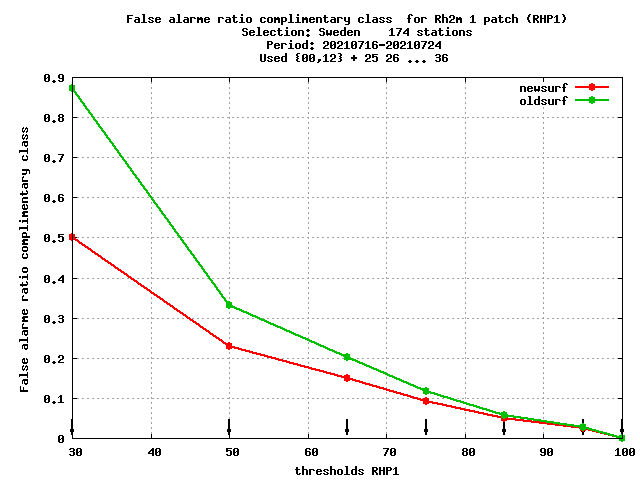 False alarme ratio complimentary class  for Rh2m 1 patch (RHP1)
Selection: Sweden    174 stations
Period: 20210716-20210724
Used {00,12} + 25 26 ... 36
newsurf
oldsurf
False alarme ratio complimentary class
0.9
0.8
0.7
0.6
0.5
0.4
0.3
0.2
0.1
0
30 40 50 60 70 80 90 100
thresholds RHP1